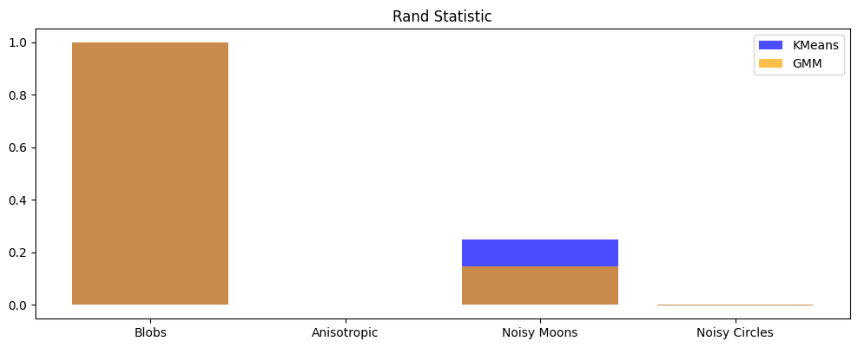 Rand Statistic
KMeans
GMM
1.0
0.8
0.6
0.4
0.2
0.0
Blobs
Anisotropic
Noisy Moons
Noisy Circles